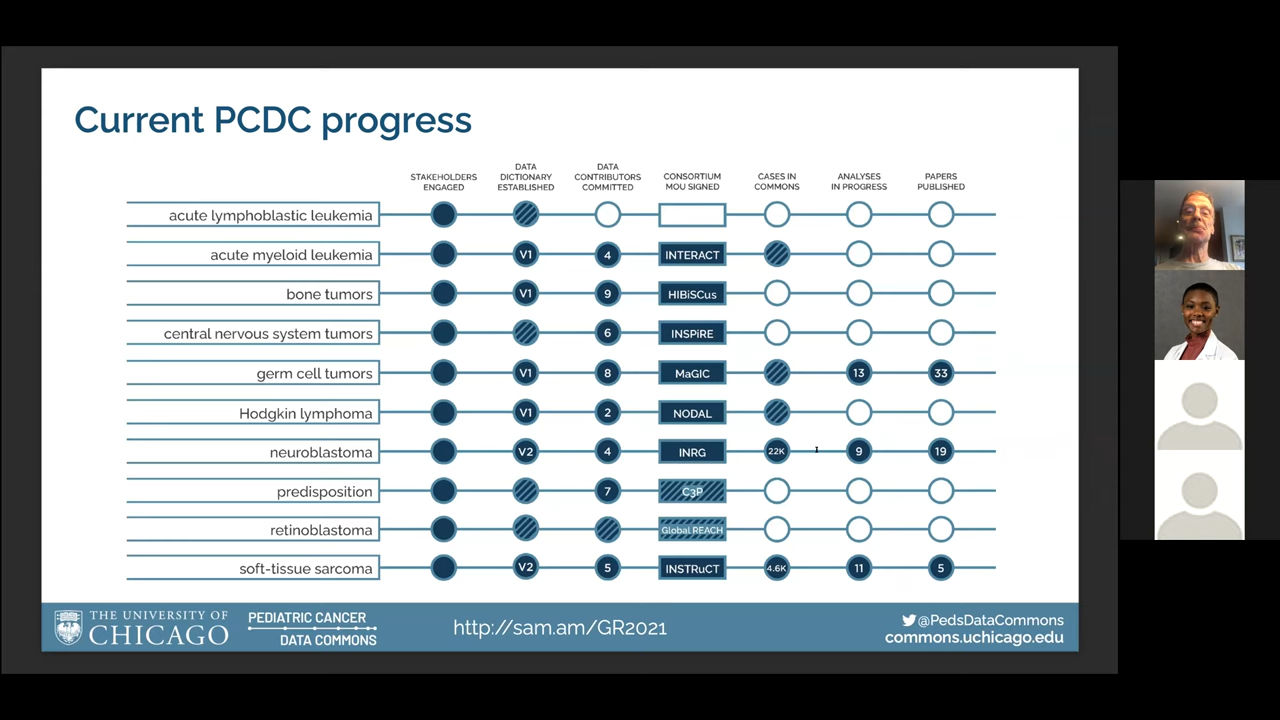 Current PCDC progress
STAKEHOLDERS
ENGAGED
DATA
DICTIONARY
ESTABLISHED
DATA
CONTRIBUTORS
COMMITTED
CONSORTIUM
MOU SIGNED
CASES IN
COMMONS
ANALYSES
IN PROGRESS
PAPERS
PUBLISHED
acute lymphoblastic leukemia
acute myeloid leukemia V1 4 INTERACT
bone tumors V1 9 HIBiSCus
central nervous system tumors 6 INSPiRE
germ cell tumors V1 8 MaGIC 13 33
Hodgkin lymphoma V1 2 NODAL
neuroblastoma V2 4 INRG 22K 9 19
predisposition 7 C3P
retinoblastoma Global REACH
soft-tissue sarcoma V2 5 INSTRuCT 4.6K 11 5
THE UNIVERSITY OF
CHICAGO
PEDIATRIC CANCER
DATA COMMONS
http://sam.am/GR2021
@PedsDataCommons
commons.uchicago.edu